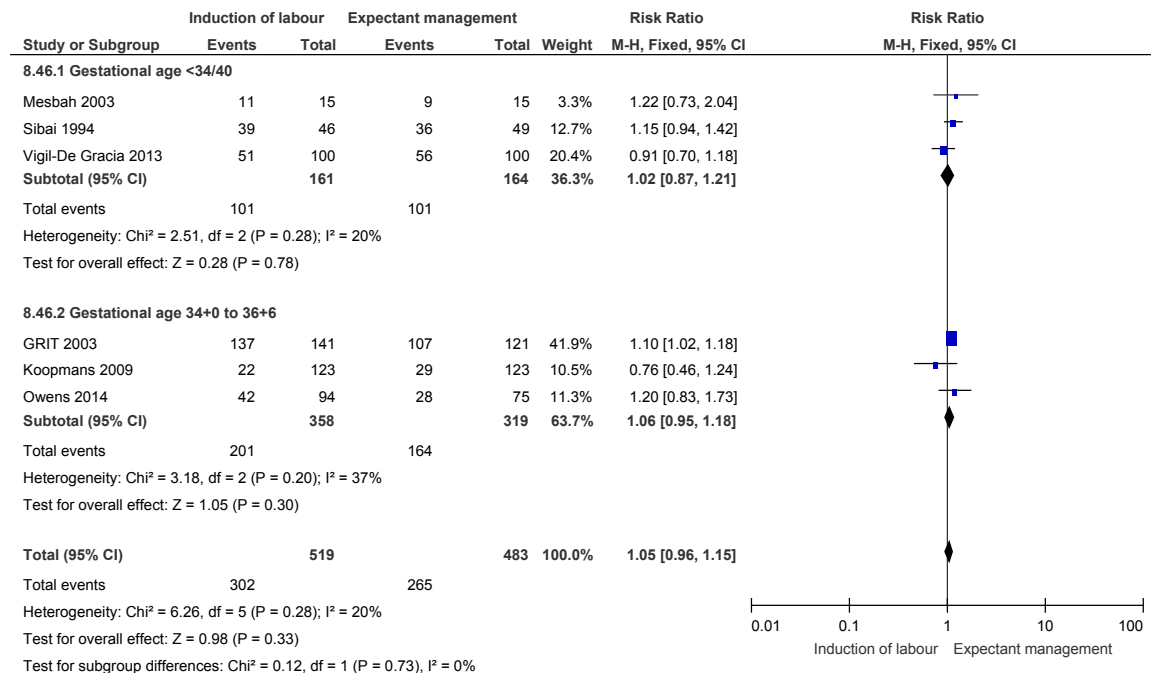 Induction of labour Expectant management Risk Ratio Risk Ratio
Study or Subgroup Events Total Events Total Weight M-H, Fixed, 95% CI M-H, Fixed, 95% CI
8.46.1 Gestational age <34/40
Mesbah 2003 11 15 9 15 3.3% 1.22 [0.73, 2.04]
Sibai 1994 39 46 36 49 12.7% 1.15 [0.94, 1.42]
Vigil-De Gracia 2013 51 100 56 100 20.4% 0.91 [0.70, 1.18]
Subtotal (95% CI) 161 164 36.3% 1.02 [0.87, 1.21]
Total events 101 101
Heterogeneity: Chi² = 2.51, df = 2 (P = 0.28); I² = 20%
Test for overall effect: Z = 0.28 (P = 0.78)
8.46.2 Gestational age 34+0 to 36+6
GRIT 2003 137 141 107 121 41.9% 1.10 [1.02, 1.18]
Koopmans 2009 22 123 29 123 10.5% 0.76 [0.46, 1.24]
Owens 2014 42 94 28 75 11.3% 1.20 [0.83, 1.73]
Subtotal (95% CI) 358 319 63.7% 1.06 [0.95, 1.18]
Total events 201 164
Heterogeneity: Chi² = 3.18, df = 2 (P = 0.20); I² = 37%
Test for overall effect: Z = 1.05 (P = 0.30)
Total (95% CI) 519 483 100.0% 1.05 [0.96, 1.15]
Total events 302 265
Heterogeneity: Chi² = 6.26, df = 5 (P = 0.28); I² = 20%
Test for overall effect: Z = 0.98 (P = 0.33)
Test for subgroup differences: Chi² = 0.12, df = 1 (P = 0.73), I² = 0%
0.01 0.1 1 10 100
Induction of labour Expectant management